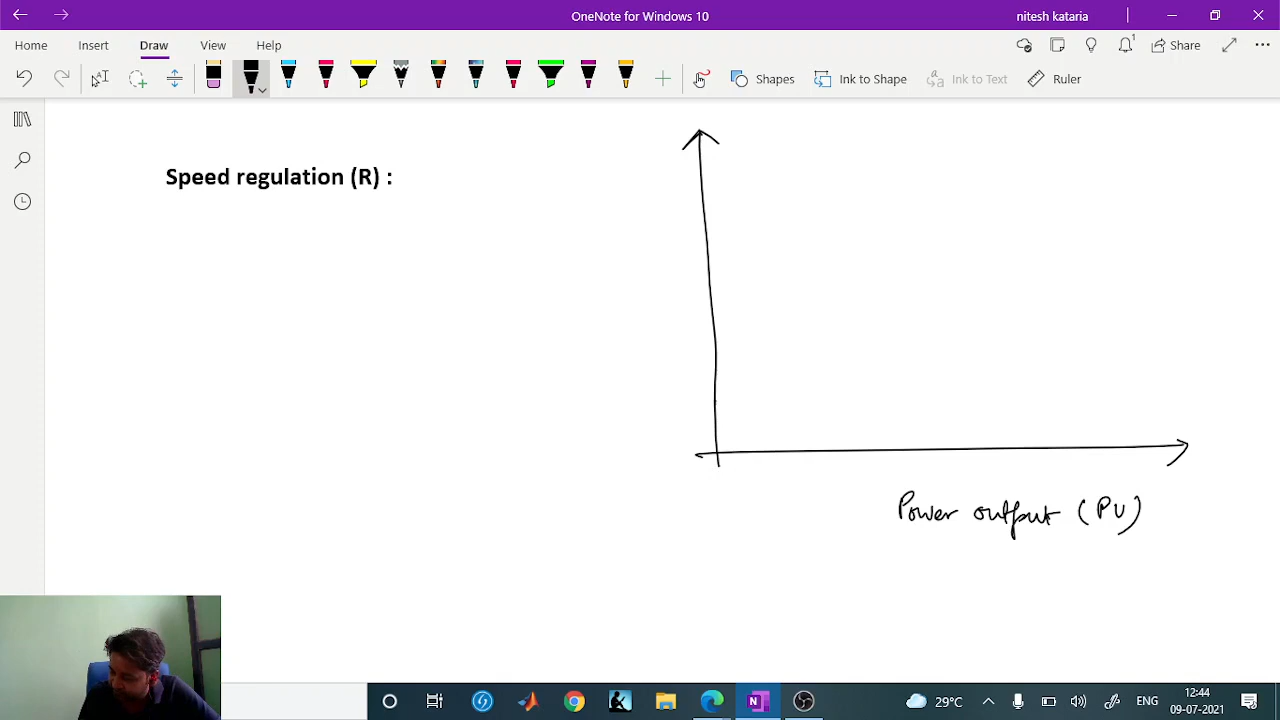 OneNote for Windows 10
nitesh kataria
Home Insert Draw View Help
Share
Shapes Ink to Shape Ink to Text Ruler
Speed regulation (R) :
Power output (PU)
29°C ENG
12:44
09-07-2021